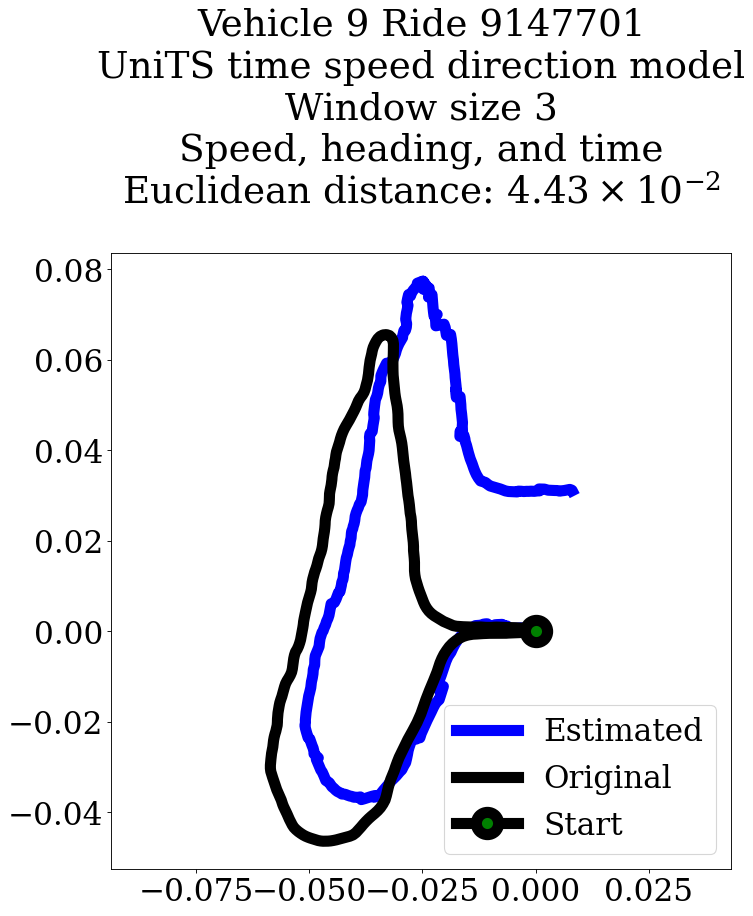 Vehicle 9 Ride 9147701
UniTS time speed direction model
Window size 3
Speed, heading, and time
Euclidean distance: 4.43 × 10⁻²
0.08
0.06
0.04
0.02
0.00
−0.02
−0.04
Estimated
Original
Start
−0.075 −0.050 −0.025 0.000 0.025